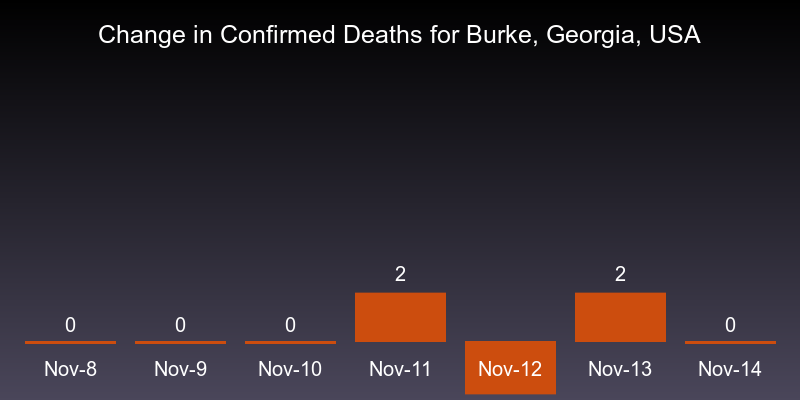 Change in Confirmed Deaths for Burke, Georgia, USA
2 2
0 0 0 0
Nov-8 Nov-9 Nov-10 Nov-11 Nov-12 Nov-13 Nov-14